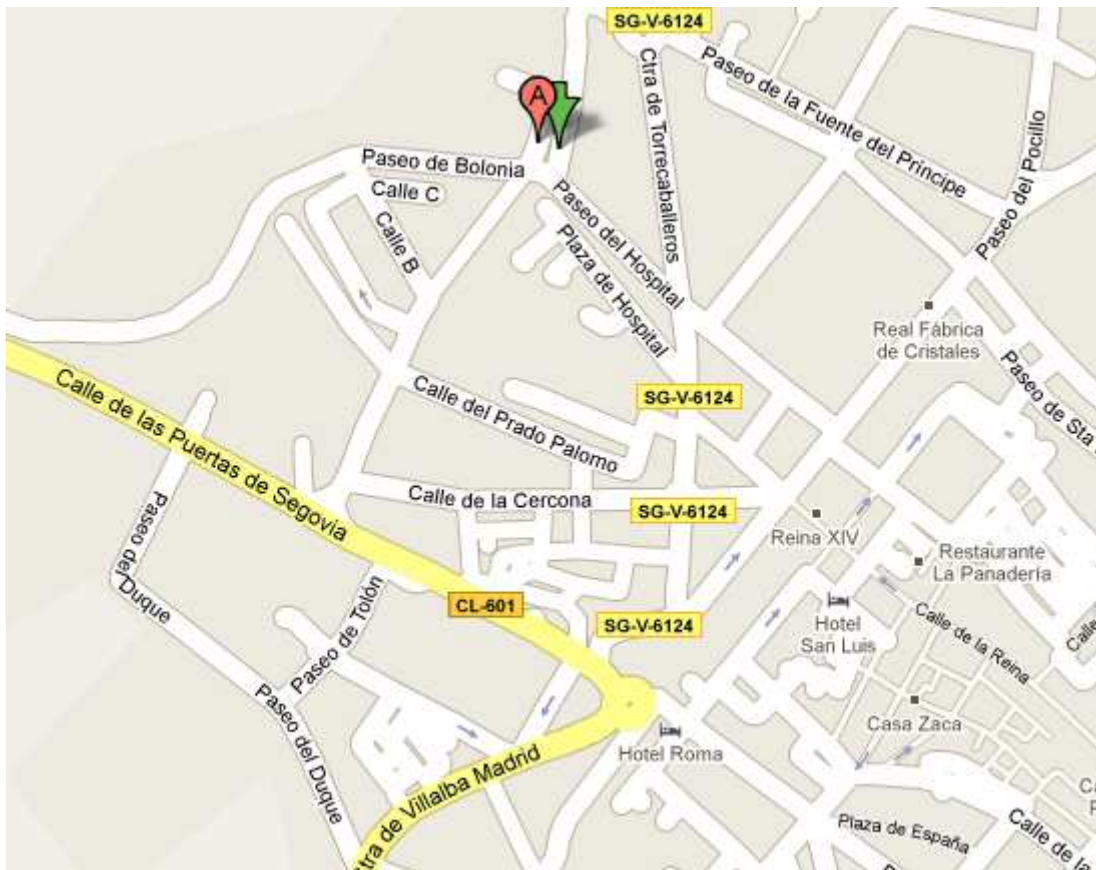 SG-V-6124
Ctra de Torrecaballeros
Paseo de la Fuente del Príncipe
Paseo del Pocillo
A
Paseo de Bolonia
Calle C
Calle B
Paseo del Hospital
Plaza de Hospital
Real Fábrica
de Cristales
Paseo de Sta
Calle de las Puertas de Segovia
SG-V-6124
Calle del Prado Palomo
Calle de la Cercona
SG-V-6124
Reina XIV
Restaurante
La Panadería
Paseo del
Duque
Paseo de Tolón
CL-601
SG-V-6124
Hotel
San Luis
Calle de la Reina
Calle
Paseo del Duque
Casa Zaca
Hotel Roma
Ctra de Villalba Madrid
Plaza de España
Calle de la